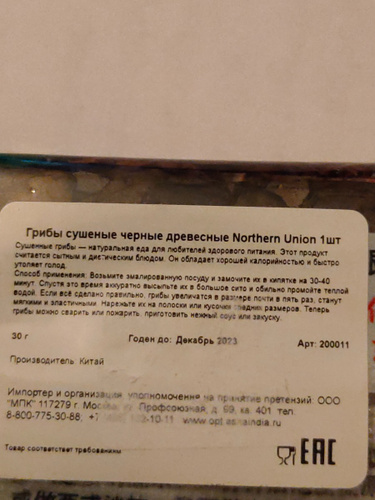 Грибы сушеные черные древесные Northern Union 1шт
Сушенные грибы — натуральная еда для любителей здорового питания. Этот продукт
считается сытным и диетическим блюдом. Он обладает хорошей калорийностью и быстро
утоляет голод.
Способ применения: Возьмите эмалированную посуду и замочите их в кипятке на 30-40
минут. Спустя это время аккуратно высыпьте их в большое сито и обильно промойте теплой
водой. Если всё сделано правильно, грибы увеличатся в размере почти в пять раз, станут
мягкими и эластичными. Нарежьте их на полоски или кусочки средних размеров. Теперь
грибы можно сварить или пожарить, приготовить нежный соус или закуску.
30 г Годен до: Декабрь 2023 Арт: 200011
Производитель: Китай
Импортер и организация уполномоченная на принятие претензий: ООО
"МПК" 117279 г. Москва, ул. Профсоюзная, д. 93, кв. 401 тел.
8-800-775-30-88, 10-11 www.opt
Товар соответствует требованиям
EAC